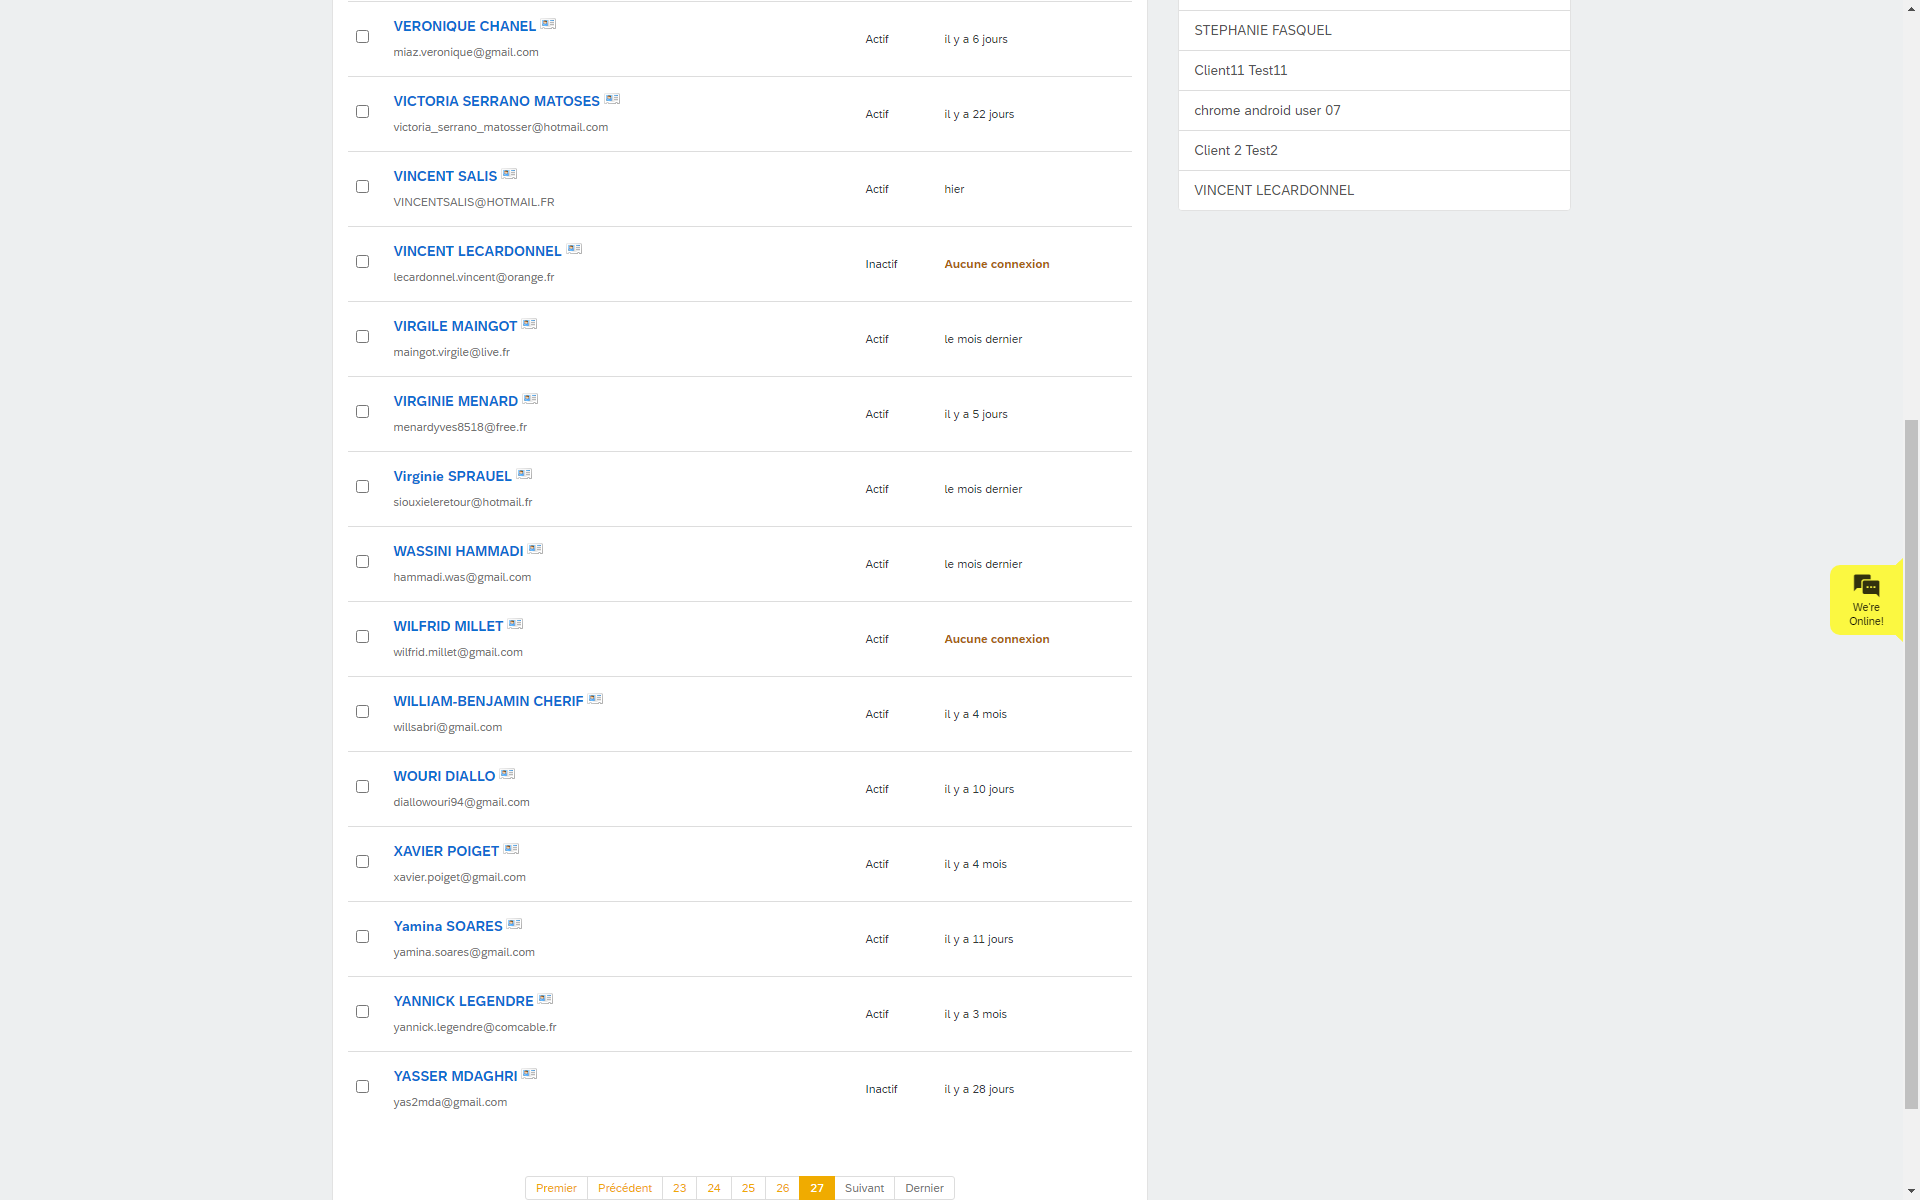 VERONIQUE CHANEL
miaz.veronique@gmail.com
Actif
il y a 6 jours
VICTORIA SERRANO MATOSES
victoria_serrano_matosser@hotmail.com
Actif
il y a 22 jours
VINCENT SALIS
VINCENTSALIS@HOTMAIL.FR
Actif
hier
VINCENT LECARDONNEL
lecardonnel.vincent@orange.fr
Inactif
Aucune connexion
VIRGILE MAINGOT
maingot.virgile@live.fr
Actif
le mois dernier
VIRGINIE MENARD
menardyves8518@free.fr
Actif
il y a 5 jours
Virginie SPRAUEL
siouxieleretour@hotmail.fr
Actif
le mois dernier
WASSINI HAMMADI
hammadi.was@gmail.com
Actif
le mois dernier
WILFRID MILLET
wilfrid.millet@gmail.com
Actif
Aucune connexion
WILLIAM-BENJAMIN CHERIF
willsabri@gmail.com
Actif
il y a 4 mois
WOURI DIALLO
diallowouri94@gmail.com
Actif
il y a 10 jours
XAVIER POIGET
xavier.poiget@gmail.com
Actif
il y a 4 mois
Yamina SOARES
yamina.soares@gmail.com
Actif
il y a 11 jours
YANNICK LEGENDRE
yannick.legendre@comcable.fr
Actif
il y a 3 mois
YASSER MDAGHRI
yas2mda@gmail.com
Inactif
il y a 28 jours
Premier Précédent 23 24 25 26 27 Suivant Dernier
STEPHANIE FASQUEL
Client11 Test11
chrome android user 07
Client 2 Test2
VINCENT LECARDONNEL
We're
Online!